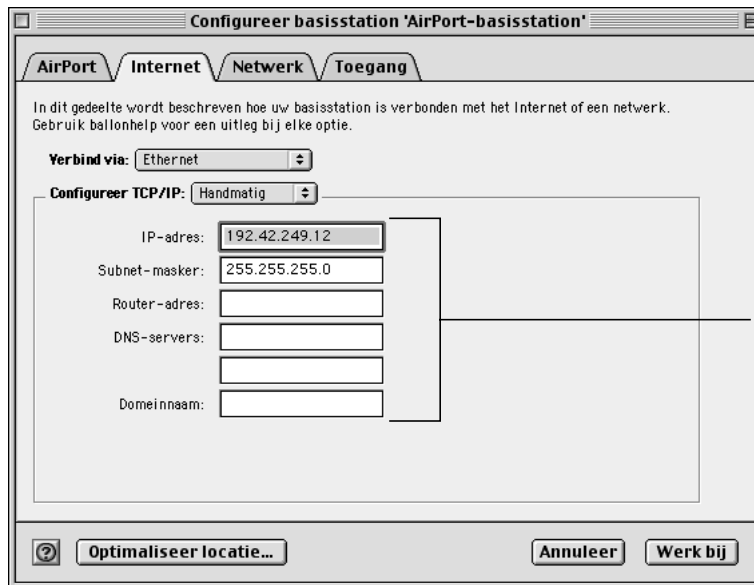 Configureer basisstation 'AirPort-basisstation'
AirPort Internet Netwerk Toegang
In dit gedeelte wordt beschreven hoe uw basisstation is verbonden met het Internet of een netwerk.
Gebruik ballonhelp voor een uitleg bij elke optie.
Verbind via: Ethernet
Configureer TCP/IP: Handmatig
IP-adres: 192.42.249.12
Subnet-masker: 255.255.255.0
Router-adres:
DNS-servers:
Domeinnaam:
? Optimaliseer locatie... Annuleer Werk bij